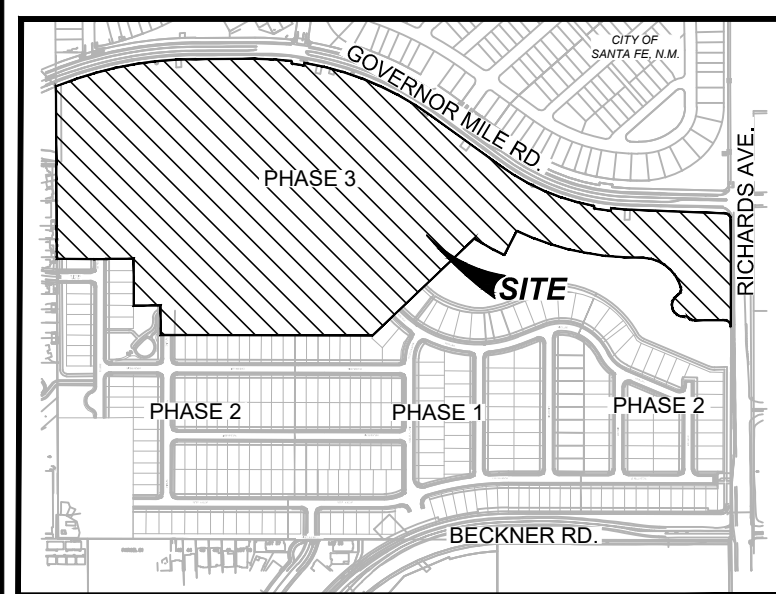 CITY OF
SANTA FE, N.M.
GOVERNOR MILE RD.
RICHARDS AVE.
PHASE 3
SITE
PHASE 2
PHASE 1
PHASE 2
BECKNER RD.